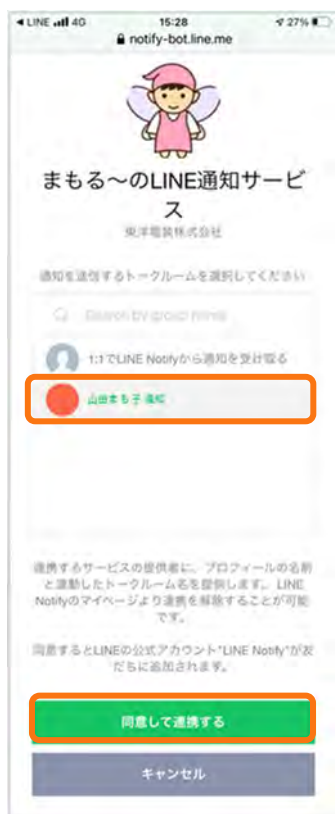 LINE 4G 15:28 27%
notify-bot.line.me
まもる〜のLINE通知サービ
ス
東洋電装株式会社
通知を送信するトークルームを選択してください
Search by group name
1:1でLINE Notifyから通知を受け取る
山田まも子 通知
連携するサービスの提供者に、プロフィールの名前
と連動したトークルーム名を提供します。 LINE
Notifyのマイページより連携を解除することが可能
です。
同意するとLINEの公式アカウント"LINE Notify"が友
だちに追加されます。
同意して連携する
キャンセル